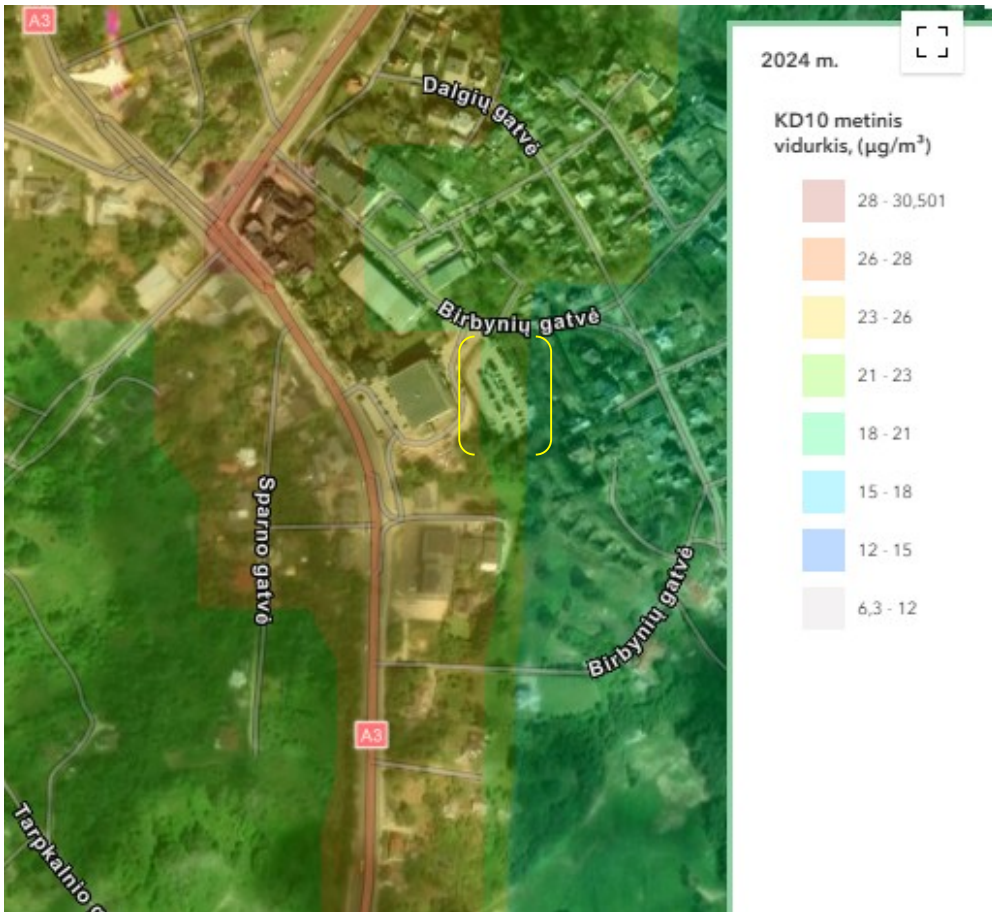 A3
Dalgių gatvė
Birbynių gatvė
Sparno gatvė
Birbynių gatvė
A3
Tarpkalnio g
2024 m.
KD10 metinis
vidurkis, (µg/m³)
28 - 30,501
26 - 28
23 - 26
21 - 23
18 - 21
15 - 18
12 - 15
6,3 - 12